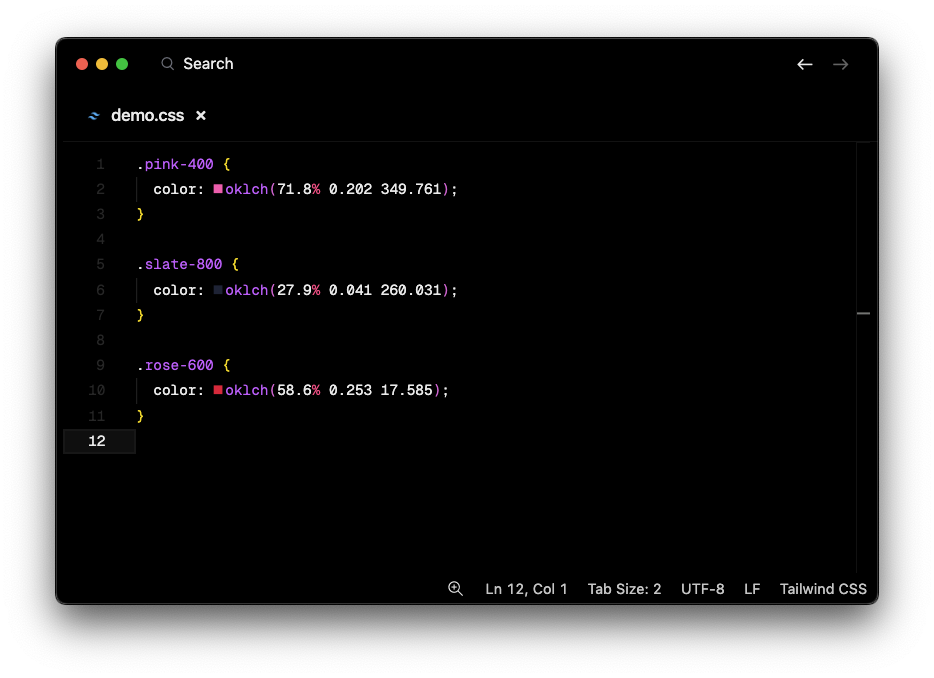 Search
demo.css
1 .pink-400 {
2 color: oklch(71.8% 0.202 349.761);
3 }
4
5 .slate-800 {
6 color: oklch(27.9% 0.041 260.031);
7 }
8
9 .rose-600 {
10 color: oklch(58.6% 0.253 17.585);
11 }
12
Ln 12, Col 1 Tab Size: 2 UTF-8 LF Tailwind CSS